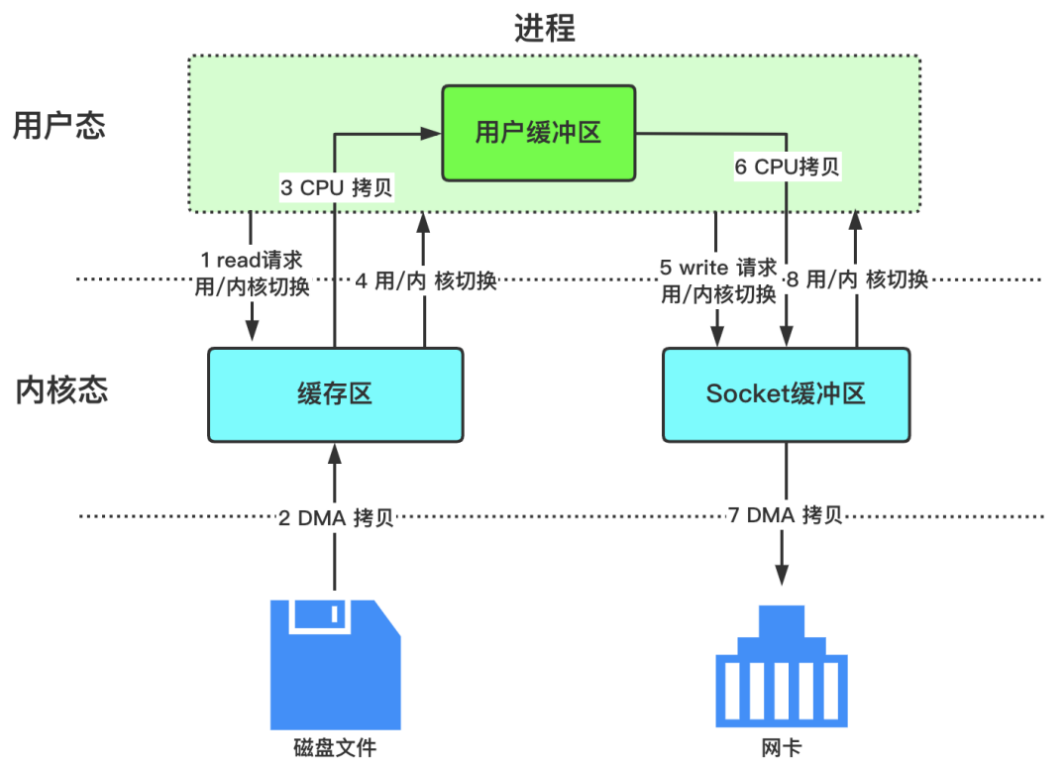 进程
用户态
用户缓冲区
3 CPU 拷贝
6 CPU拷贝
1 read请求
用/内核切换
4 用/内 核切换
5 write 请求
用/内核切换
8 用/内 核切换
内核态
缓存区
Socket缓冲区
2 DMA 拷贝
7 DMA 拷贝
磁盘文件
网卡